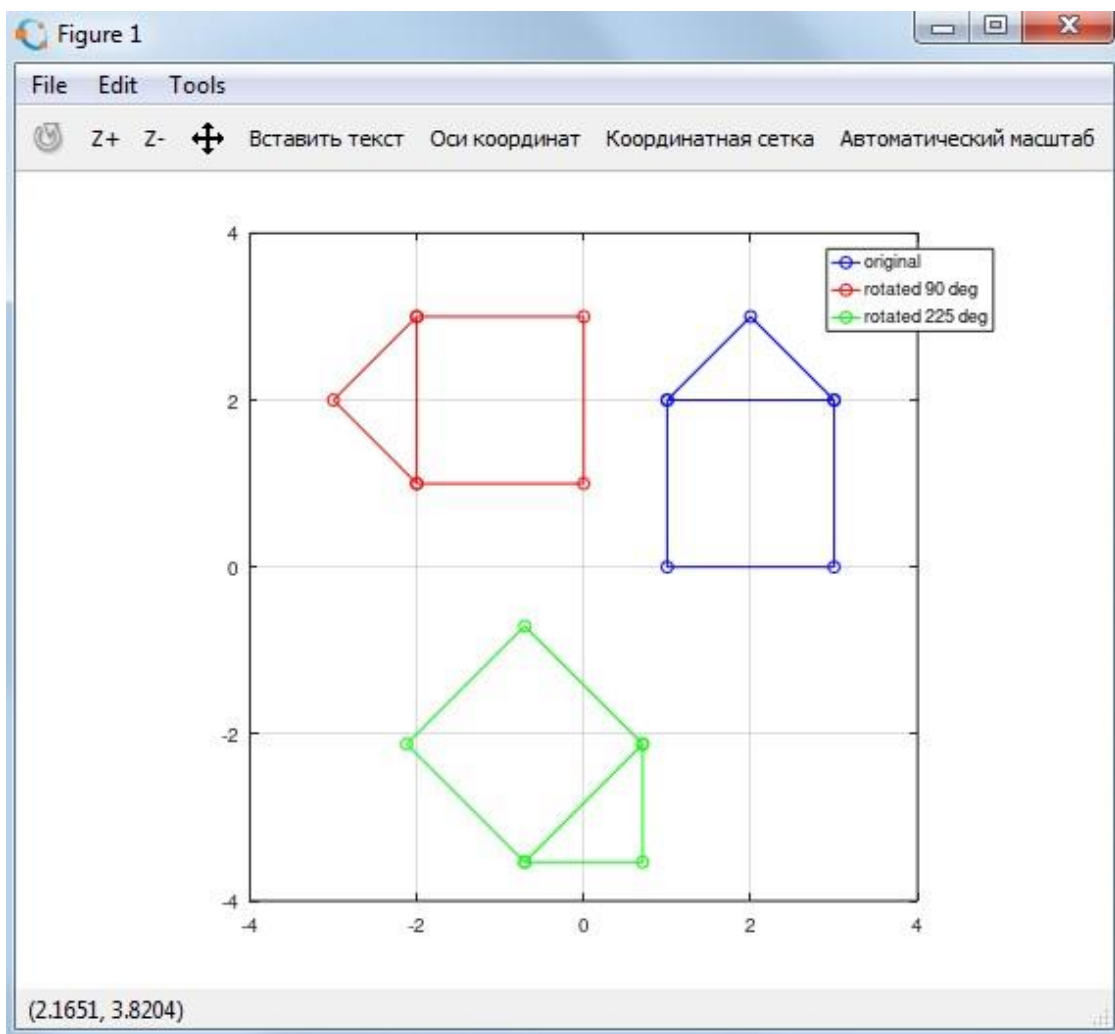 Figure 1
File Edit Tools
Z+ Z- Вставить текст Оси координат Координатная сетка Автоматический масштаб
4
original
rotated 90 deg
rotated 225 deg
2
0
-2
-4
-4 -2 0 2 4
(2.1651, 3.8204)